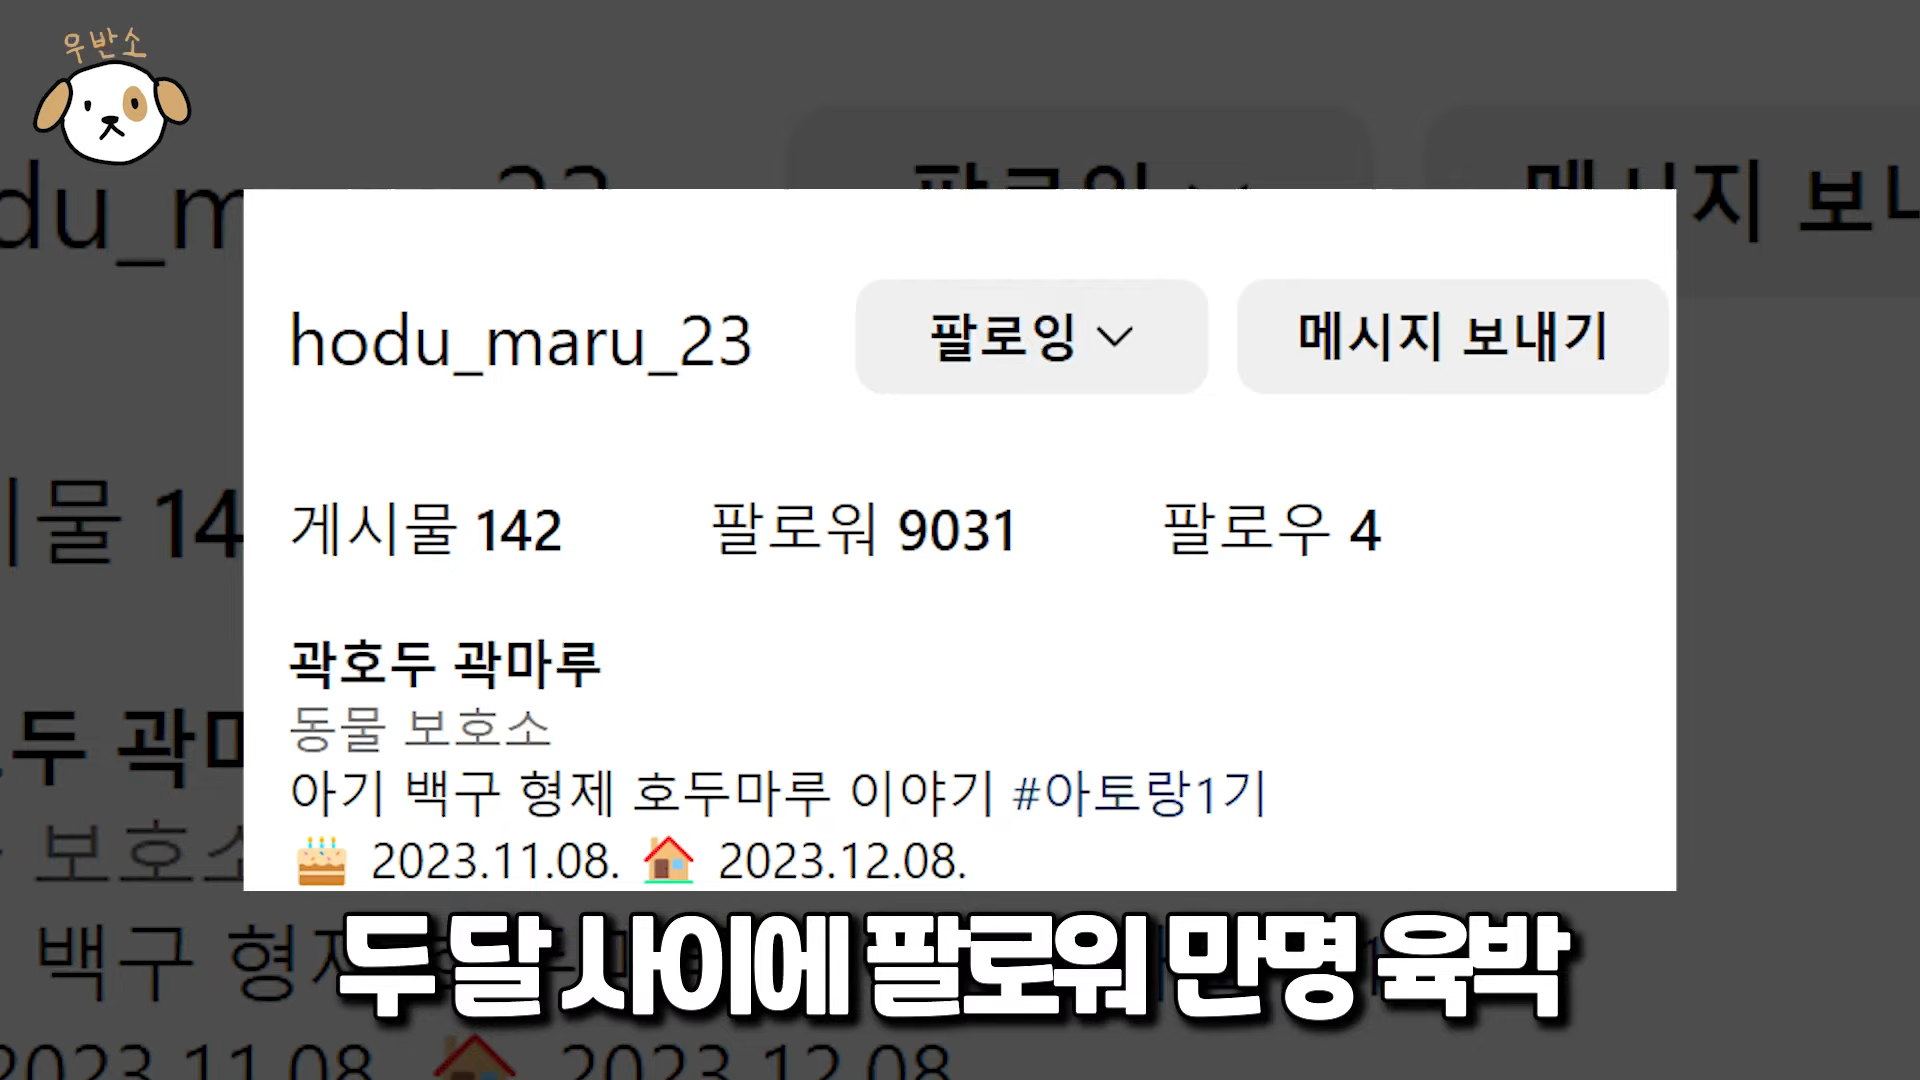 우반소
hodu_maru_23
팔로잉
메시지 보내기
게시물 142
팔로워 9031
팔로우 4
곽호두 곽마루
동물 보호소
아기 백구 형제 호두마루 이야기 #아토랑1기
2023.11.08. 2023.12.08.
두 달 사이에 팔로워 만명 육박